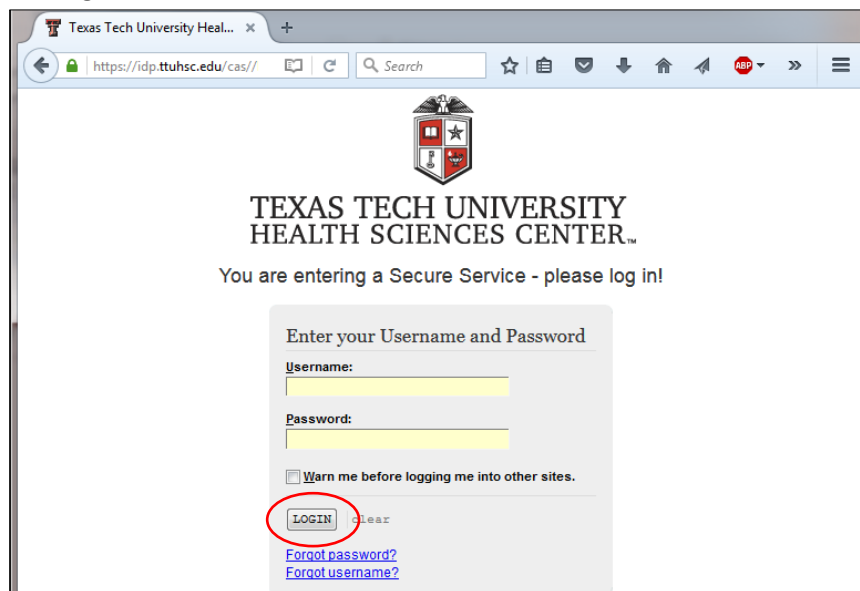 Texas Tech University Heal... × +
https://idp.ttuhsc.edu/cas// Search ABP »
TEXAS TECH UNIVERSITY
HEALTH SCIENCES CENTER™
You are entering a Secure Service - please log in!
Enter your Username and Password
Username:
Password:
Warn me before logging me into other sites.
LOGIN clear
Forgot password?
Forgot username?